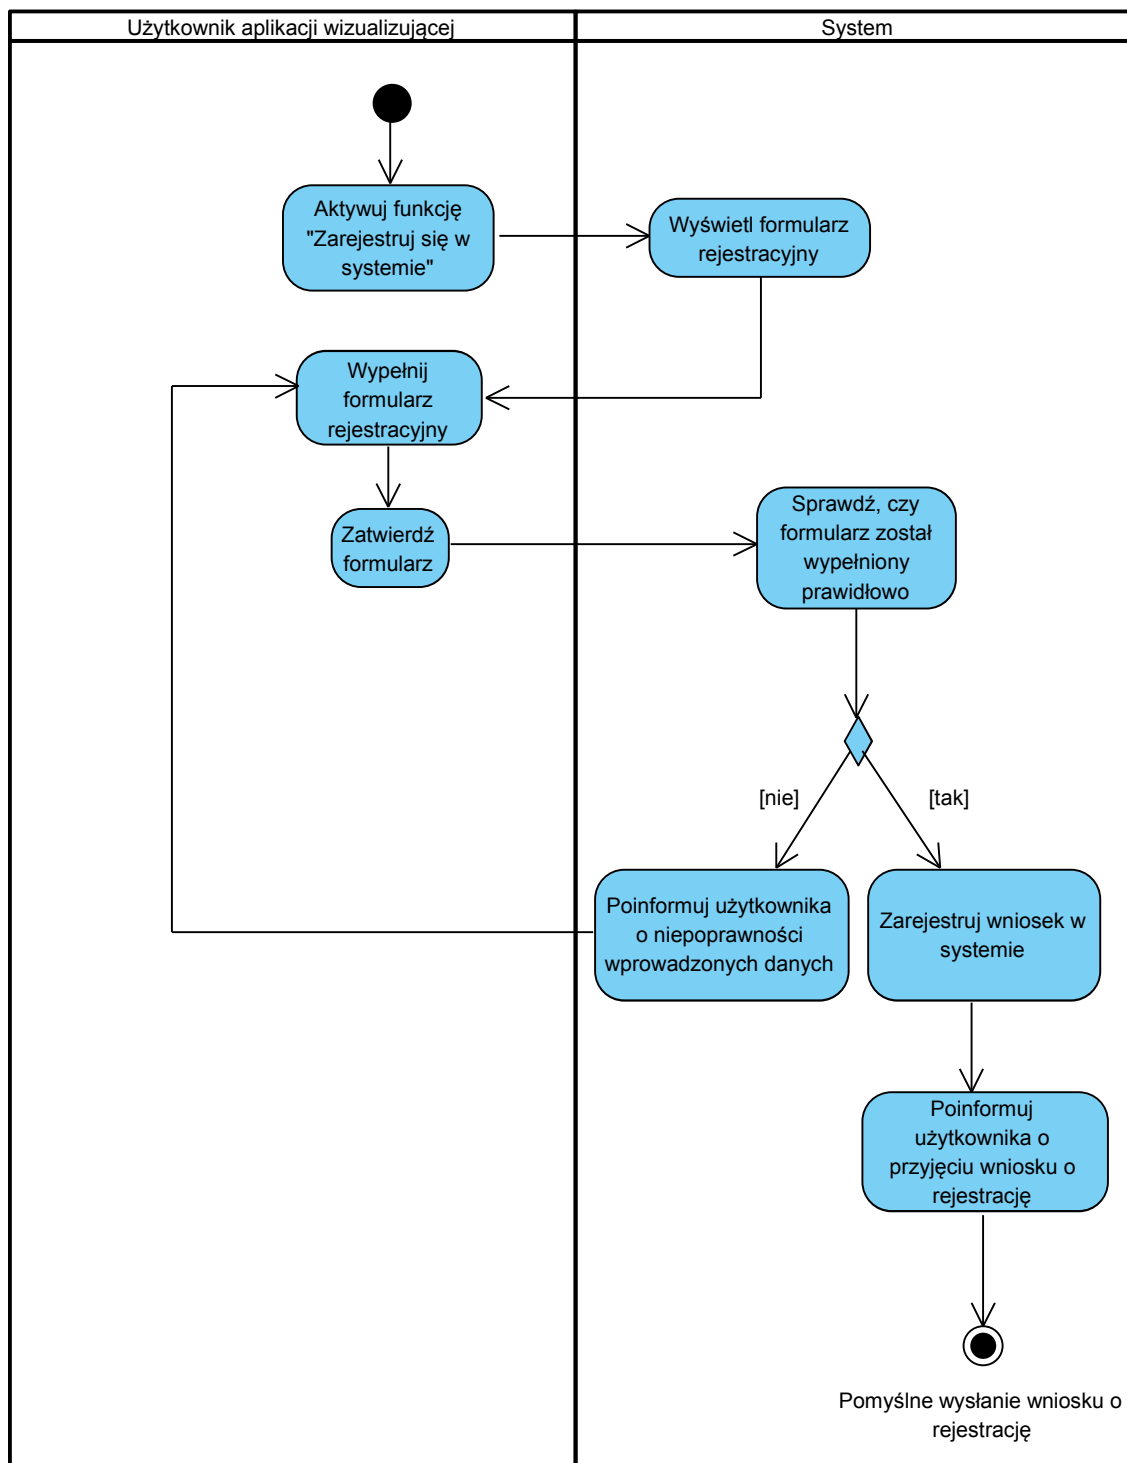 Użytkownik aplikacji wizualizującej
System
Aktywuj funkcję
"Zarejestruj się w
systemie"
Wyświetl formularz
rejestracyjny
Wypełnij
formularz
rejestracyjny
Zatwierdź
formularz
Sprawdź, czy
formularz został
wypełniony
prawidłowo
[nie]
[tak]
Poinformuj użytkownika
o niepoprawności
wprowadzonych danych
Zarejestruj wniosek w
systemie
Poinformuj
użytkownika o
przyjęciu wniosku o
rejestrację
Pomyślne wysłanie wniosku o
rejestrację